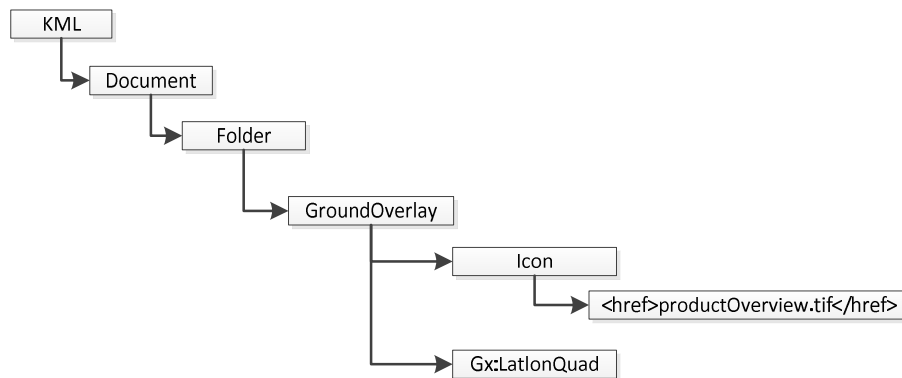 KML
Document
Folder
GroundOverlay
Icon
<href>productOverview.tif</href>
Gx:LatlonQuad